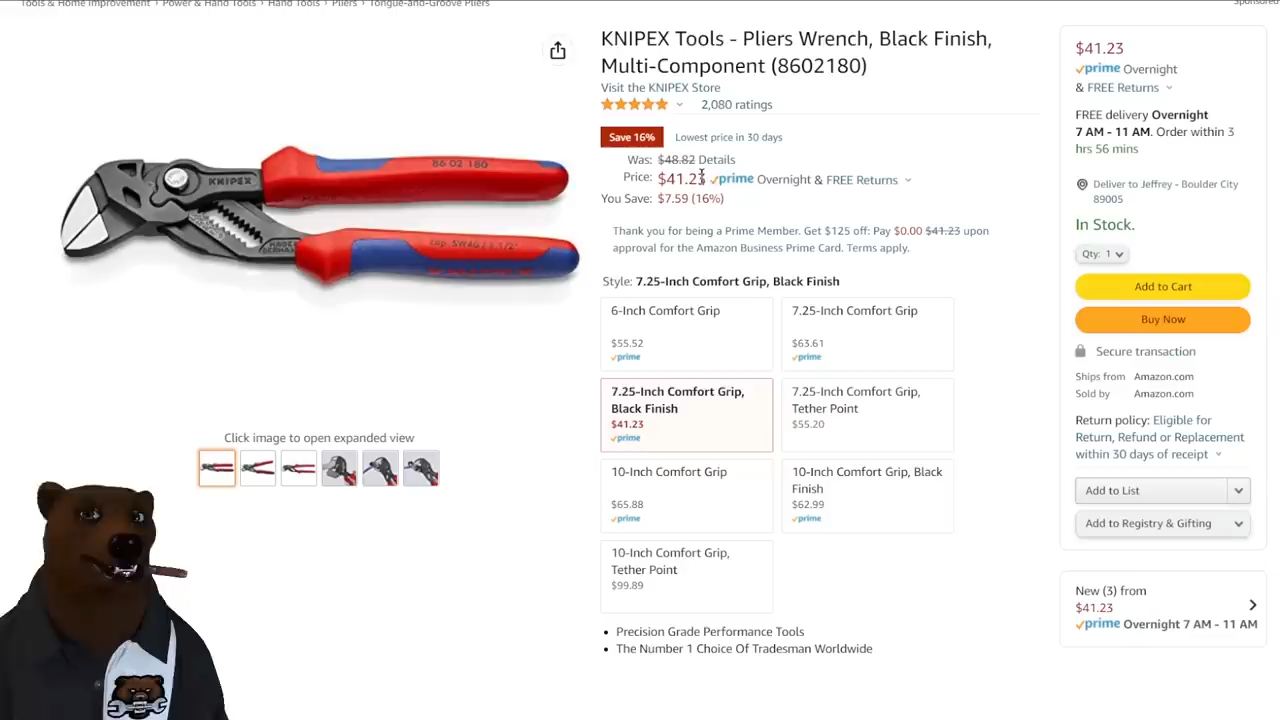 Tools & Home Improvement › Power & Hand Tools › Hand Tools › Pliers › Tongue-and-Groove Pliers
Sponsored
KNIPEX Tools - Pliers Wrench, Black Finish,
Multi-Component (8602180)
Visit the KNIPEX Store
2,080 ratings
Save 16%
Lowest price in 30 days
Was: $48.82 Details
Price: $41.23 prime Overnight & FREE Returns
You Save: $7.59 (16%)
Thank you for being a Prime Member. Get $125 off: Pay $0.00 $41.23 upon
approval for the Amazon Business Prime Card. Terms apply.
Style: 7.25-Inch Comfort Grip, Black Finish
6-Inch Comfort Grip
$55.52
prime
7.25-Inch Comfort Grip
$63.61
prime
7.25-Inch Comfort Grip,
Black Finish
$41.23
prime
7.25-Inch Comfort Grip,
Tether Point
$55.20
10-Inch Comfort Grip
$65.88
prime
10-Inch Comfort Grip, Black
Finish
$62.99
prime
10-Inch Comfort Grip,
Tether Point
$99.89
• Precision Grade Performance Tools
• The Number 1 Choice Of Tradesman Worldwide
86 02 180
KNIPEX
Click image to open expanded view
$41.23
prime Overnight
& FREE Returns
FREE delivery Overnight
7 AM - 11 AM. Order within 3
hrs 56 mins
Deliver to Jeffrey - Boulder City
89005
In Stock.
Qty: 1
Add to Cart
Buy Now
Secure transaction
Ships from Amazon.com
Sold by Amazon.com
Return policy: Eligible for
Return, Refund or Replacement
within 30 days of receipt
Add to List
Add to Registry & Gifting
New (3) from
$41.23
prime Overnight 7 AM - 11 AM